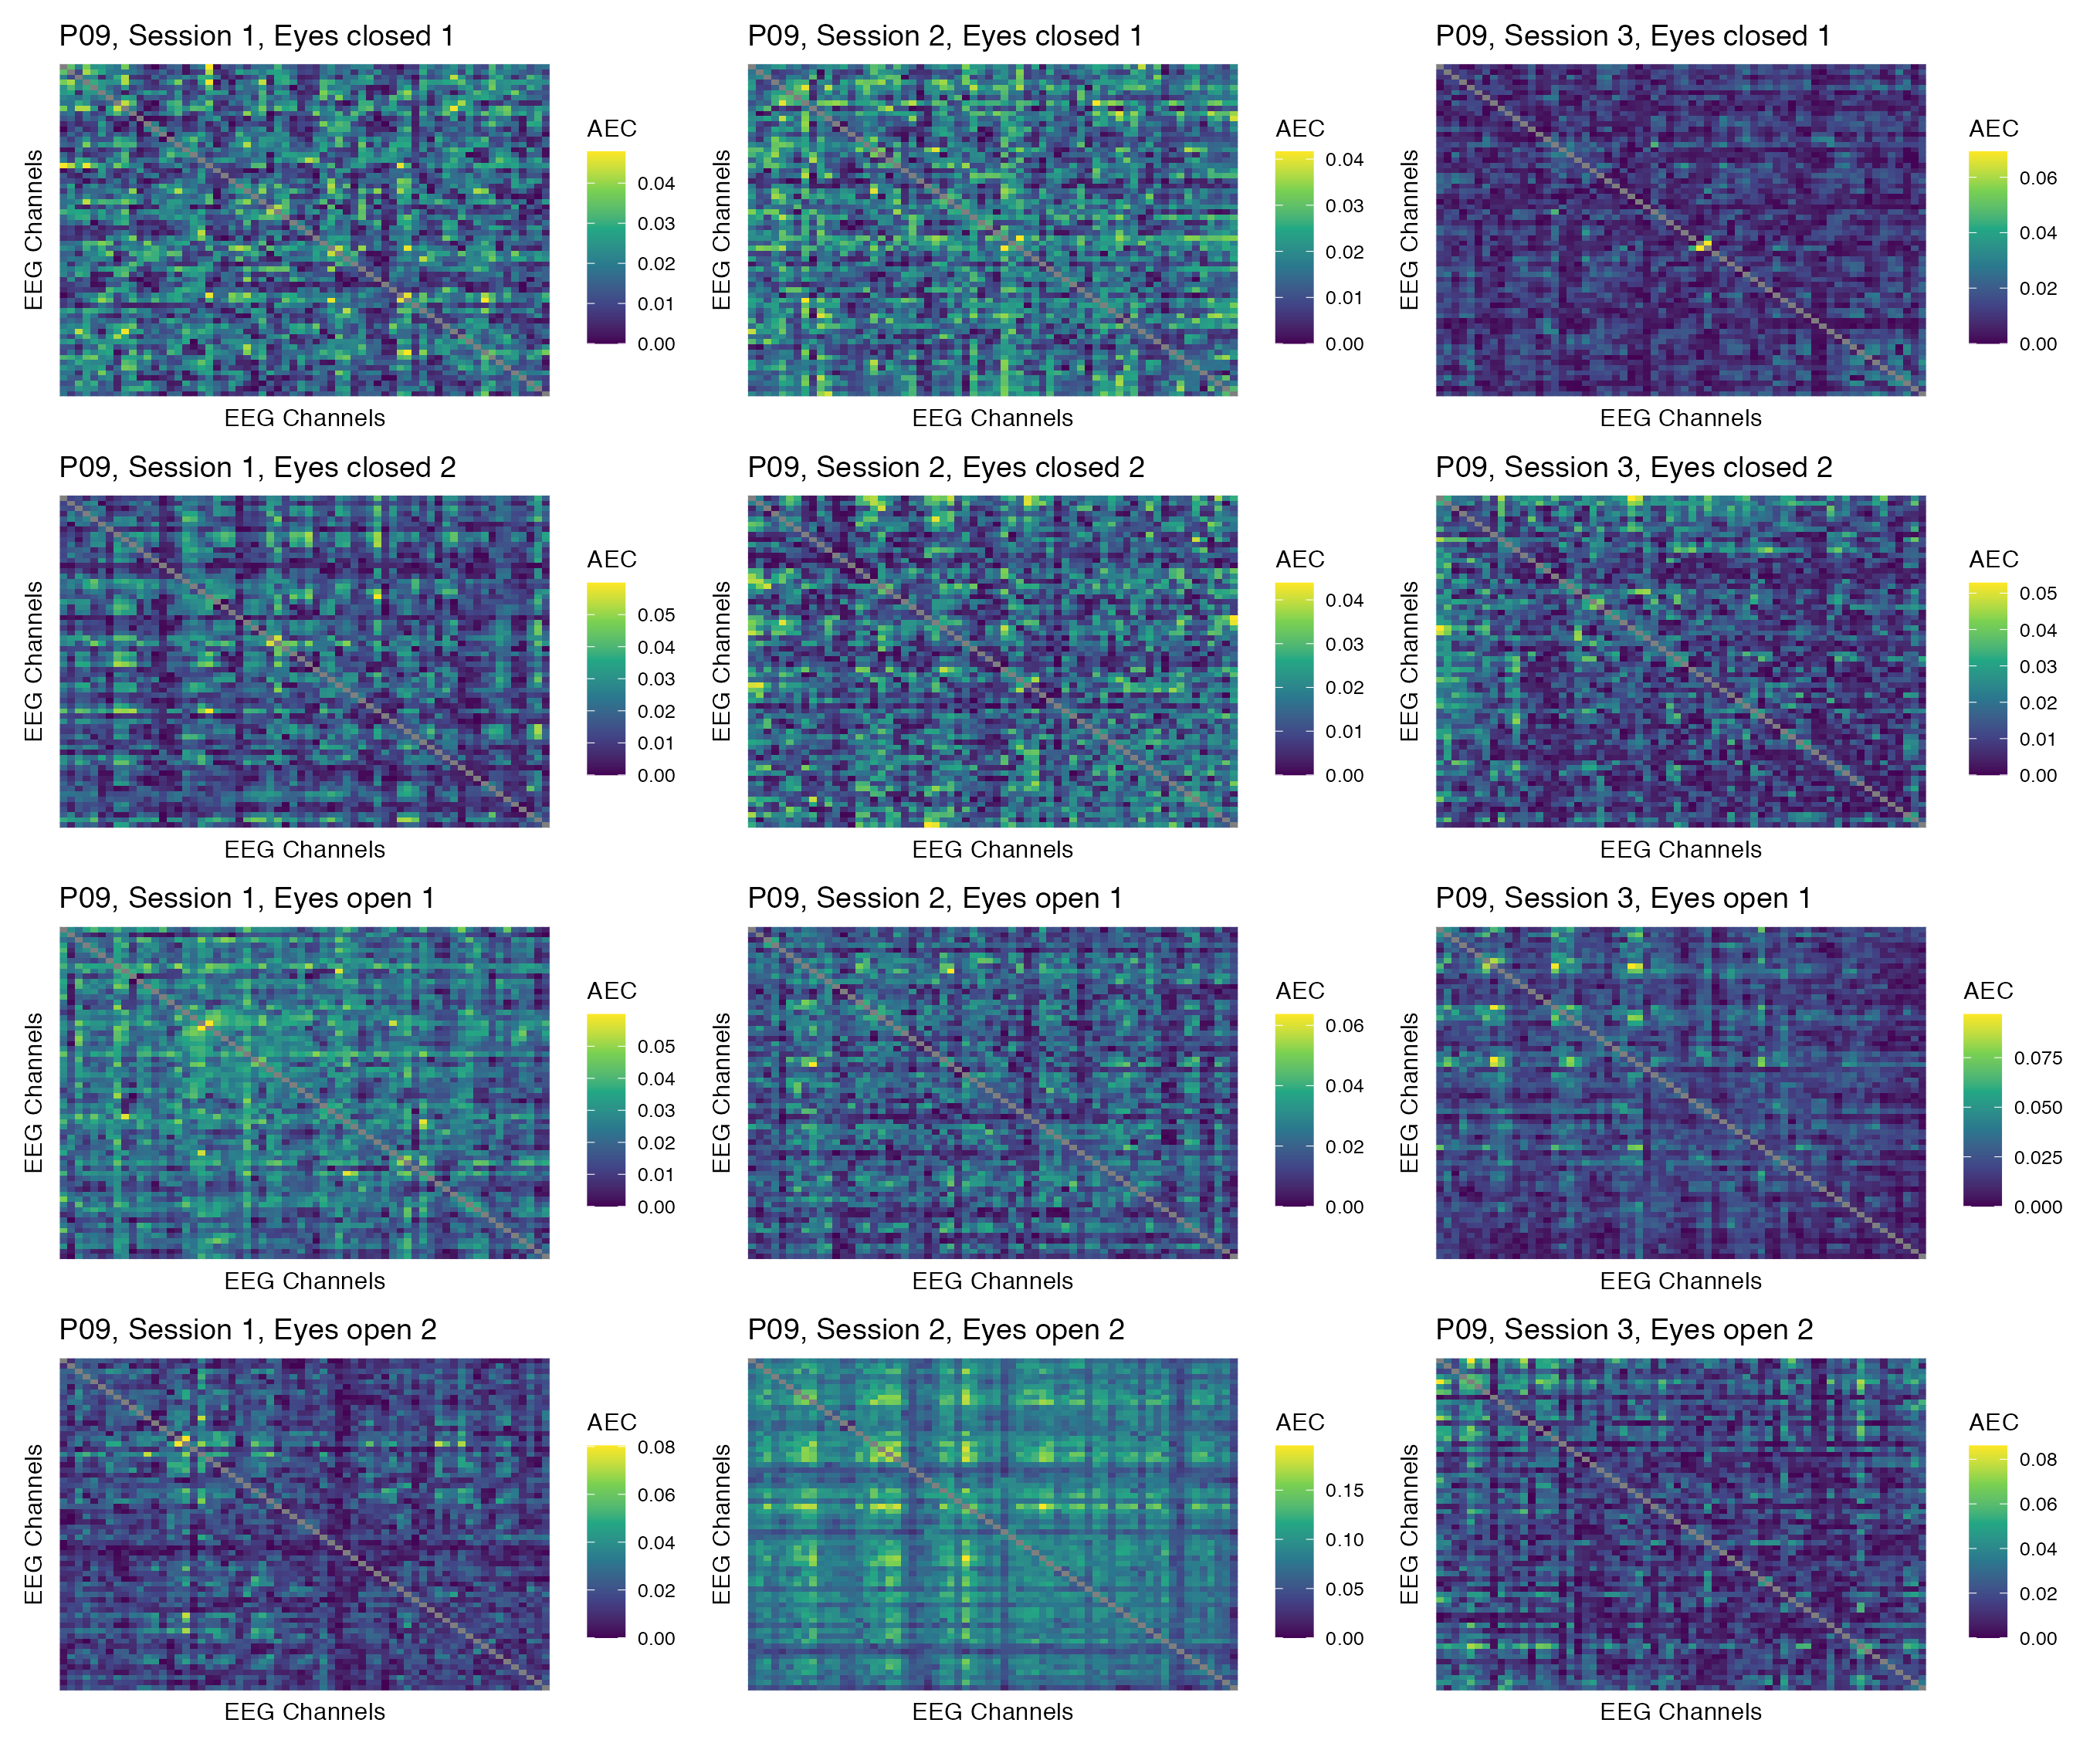 P09, Session 1, Eyes closed 1
EEG Channels
EEG Channels
AEC
0.04
0.03
0.02
0.01
0.00
P09, Session 2, Eyes closed 1
EEG Channels
EEG Channels
AEC
0.04
0.03
0.02
0.01
0.00
P09, Session 3, Eyes closed 1
EEG Channels
EEG Channels
AEC
0.06
0.04
0.02
0.00
P09, Session 1, Eyes closed 2
EEG Channels
EEG Channels
AEC
0.05
0.04
0.03
0.02
0.01
0.00
P09, Session 2, Eyes closed 2
EEG Channels
EEG Channels
AEC
0.04
0.03
0.02
0.01
0.00
P09, Session 3, Eyes closed 2
EEG Channels
EEG Channels
AEC
0.05
0.04
0.03
0.02
0.01
0.00
P09, Session 1, Eyes open 1
EEG Channels
EEG Channels
AEC
0.05
0.04
0.03
0.02
0.01
0.00
P09, Session 2, Eyes open 1
EEG Channels
EEG Channels
AEC
0.06
0.04
0.02
0.00
P09, Session 3, Eyes open 1
EEG Channels
EEG Channels
AEC
0.075
0.050
0.025
0.000
P09, Session 1, Eyes open 2
EEG Channels
EEG Channels
AEC
0.08
0.06
0.04
0.02
0.00
P09, Session 2, Eyes open 2
EEG Channels
EEG Channels
AEC
0.15
0.10
0.05
0.00
P09, Session 3, Eyes open 2
EEG Channels
EEG Channels
AEC
0.08
0.06
0.04
0.02
0.00